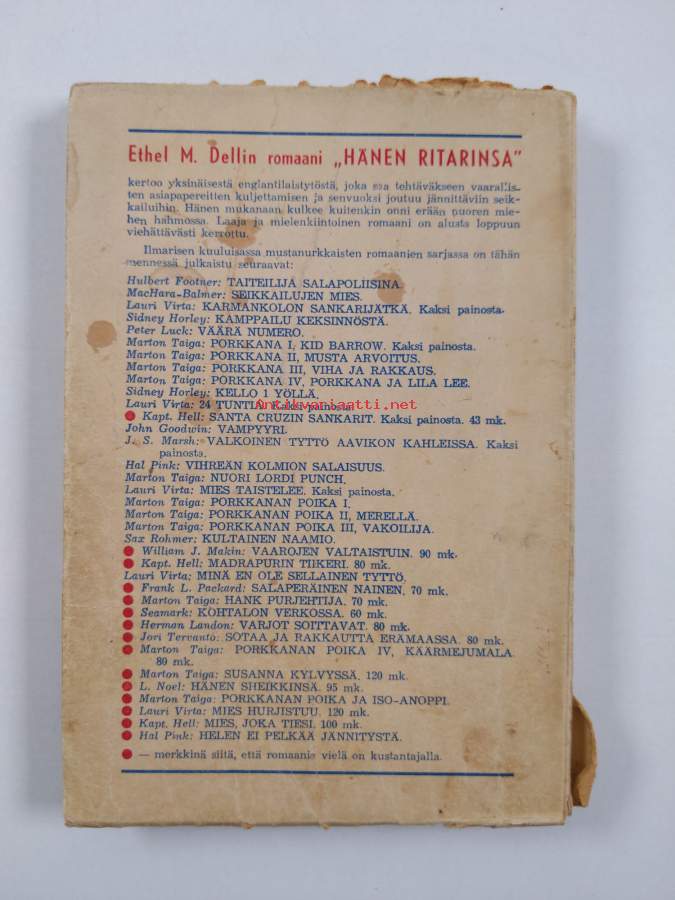 Ethel M. Dellin romaani „HÄNEN RITARINSA”
kertoo yksinäisestä englantilaistytöstä, joka saa tehtäväkseen vaarallis-
ten asiapapereitten kuljettamisen ja senvuoksi joutuu jännittäviin seik-
kailuihin. Hänen mukanaan kulkee kuitenkin onni erään nuoren mie-
hen hahmossa. Laaja ja mielenkiintoinen romaani on alusta loppuun
viehättävästi kerrottu.
Ilmarisen kuuluisassa mustanurkkaisten romaanien sarjassa on tähän
mennessä julkaistu seuraavat:
Hulbert Footner: TAITEILIJA SALAPOLIISINA.
MacHara-Balmer: SEIKKAILUJEN MIES.
Lauri Virta: KARMANKOLON SANKARIJÄTKÄ. Kaksi painosta.
Sidney Horley: KAMPPAILU KEKSINNÖSTÄ.
Peter Luck: VÄÄRÄ NUMERO.
Marton Taiga: PORKKANA I, KID BARROW. Kaksi painosta.
Marton Taiga: PORKKANA II, MUSTA ARVOITUS.
Marton Taiga: PORKKANA III, VIHA JA RAKKAUS.
Marton Taiga: PORKKANA IV, PORKKANA JA LILA LEE.
Sidney Horley: KELLO 1 YÖLLÄ.
Lauri Virta: 24 TUNTIA. Kaksi painosta.
Antikvariaatti.net
● Kapt. Hell: SANTA CRUZIN SANKARIT. Kaksi painosta. 43 mk.
John Goodwin: VAMPYYRI.
J. S. Marsh: VALKOINEN TYTTÖ AAVIKON KAHLEISSA. Kaksi
painosta.
Hal Pink: VIHREÄN KOLMION SALAISUUS.
Marton Taiga: NUORI LORDI PUNCH.
Lauri Virta: MIES TAISTELEE. Kaksi painosta.
Marton Taiga: PORKKANAN POIKA I.
Marton Taiga: PORKKANAN POIKA II, MERELLÄ.
Marton Taiga: PORKKANAN POIKA III, VAKOILIJA.
Sax Rohmer: KULTAINEN NAAMIO.
● William J. Makin: VAAROJEN VALTAISTUIN. 90 mk.
● Kapt. Hell: MADRAPURIN TIIKERI. 80 mk.
Lauri Virta: MINÄ EN OLE SELLAINEN TYTTÖ.
● Frank L. Packard: SALAPERÄINEN NAINEN. 70 mk.
● Marton Taiga: HANK PURJEHTIJA. 70 mk.
● Seamark: KOHTALON VERKOSSA. 60 mk.
● Herman Landon: VARJOT SOITTAVAT. 80 mk.
● Jori Tervanto: SOTAA JA RAKKAUTTA ERÄMAASSA. 80 mk.
● Marton Taiga: PORKKANAN POIKA IV, KÄÄRMEJUMALA.
80 mk.
● Marton Taiga: SUSANNA KYLVYSSÄ. 120 mk.
● L. Noel: HÄNEN SHEIKKINSÄ. 95 mk.
● Marton Taiga: PORKKANAN POIKA JA ISO-ANOPPI.
● Lauri Virta: MIES HURJISTUU. 120 mk.
● Kapt. Hell: MIES, JOKA TIESI. 100 mk.
● Hal Pink: HELEN EI PELKÄÄ JÄNNITYSTÄ.
● — merkkinä siitä, että romaania vielä on kustantajalla.